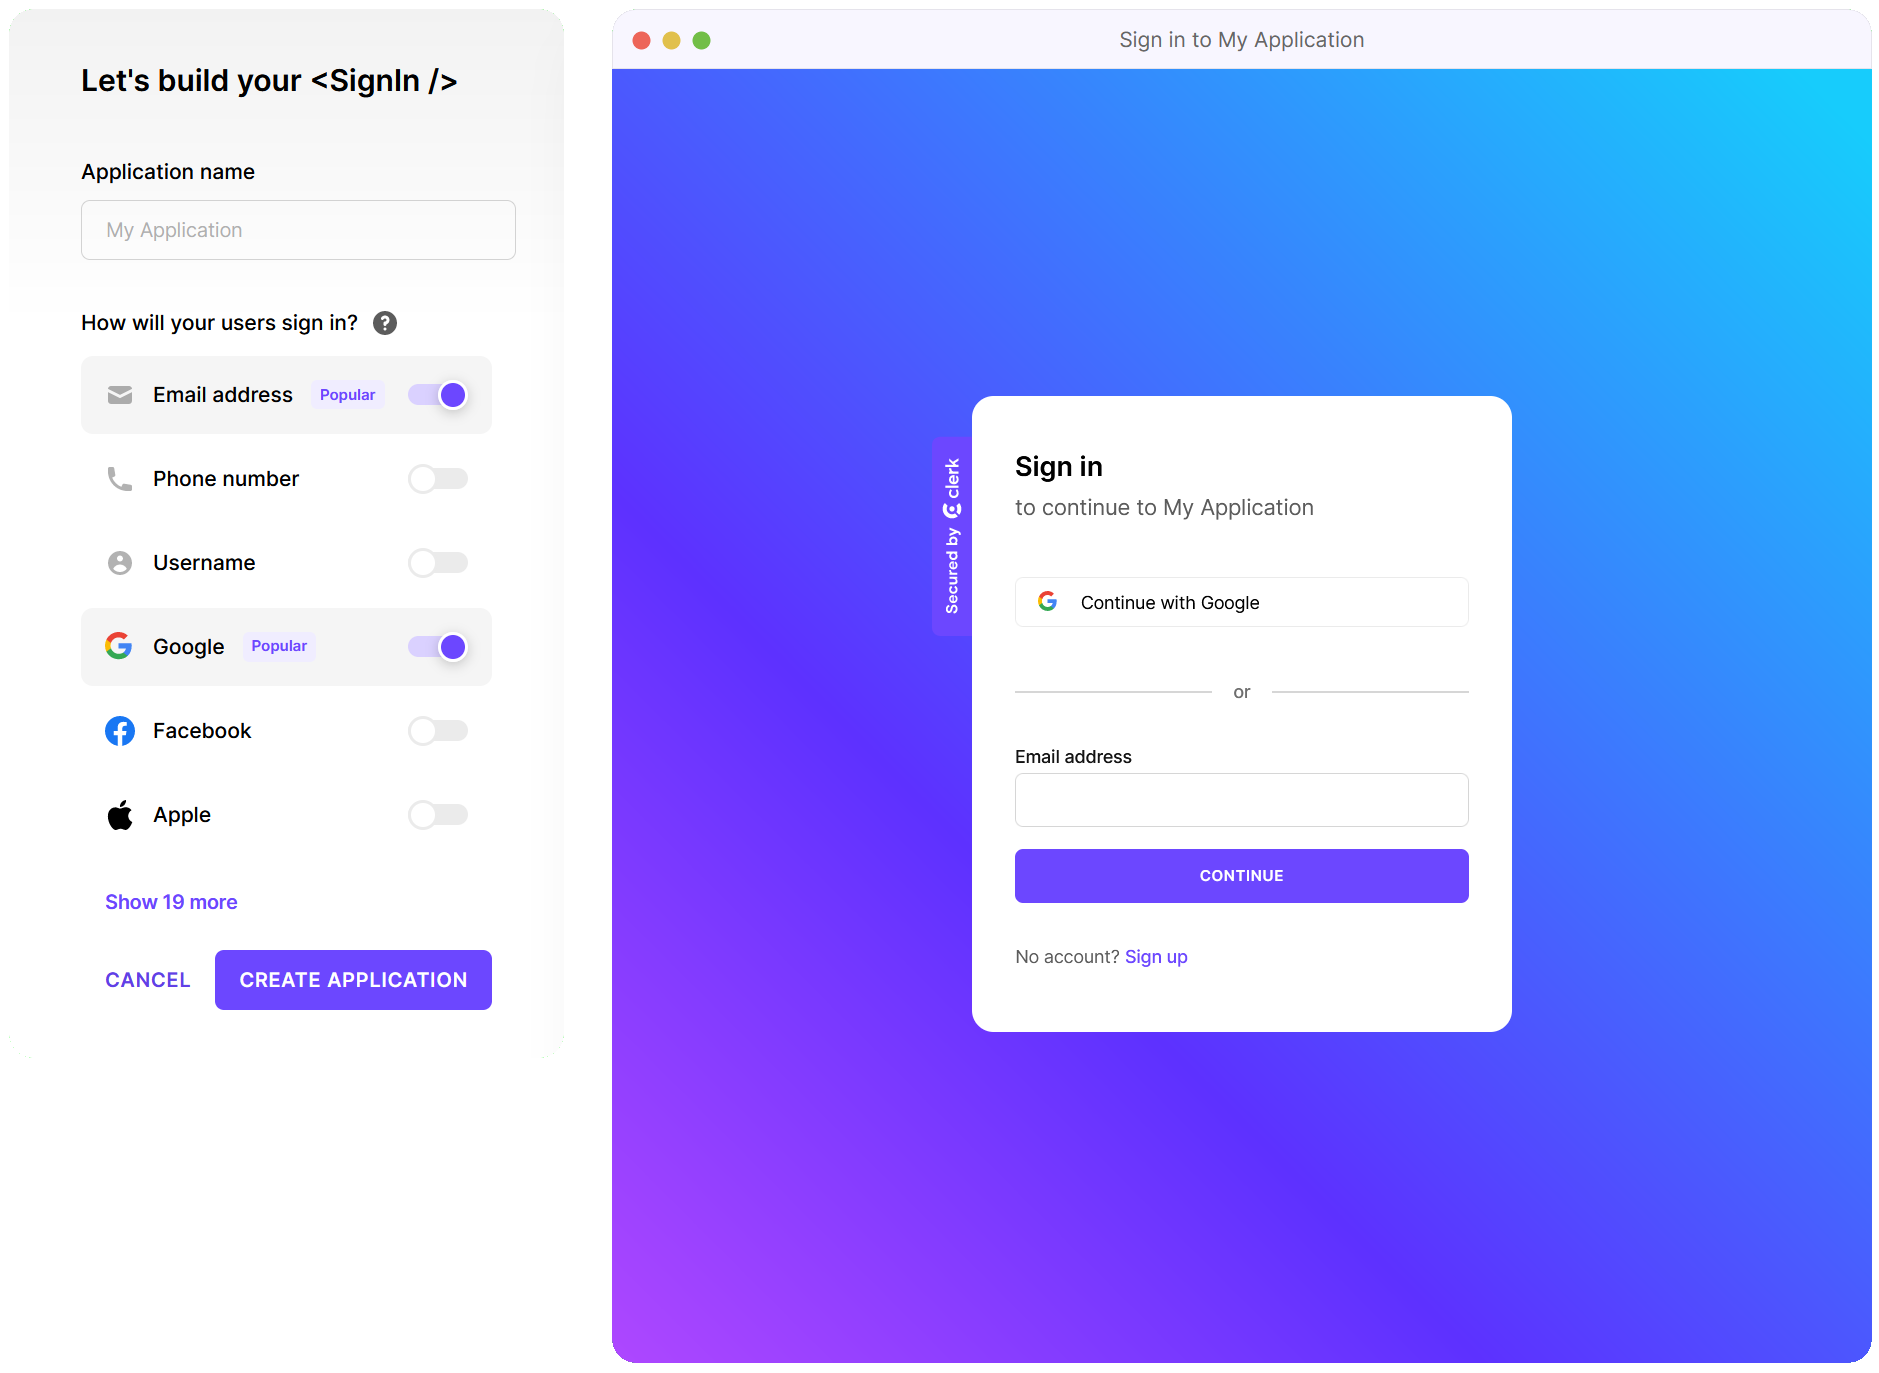 Let's build your <SignIn />
Application name
My Application
How will your users sign in? ?
Email address Popular
Phone number
Username
Google Popular
Facebook
Apple
Show 19 more
CANCEL CREATE APPLICATION
Sign in to My Application
Secured by clerk
Sign in
to continue to My Application
Continue with Google
or
Email address
CONTINUE
No account? Sign up